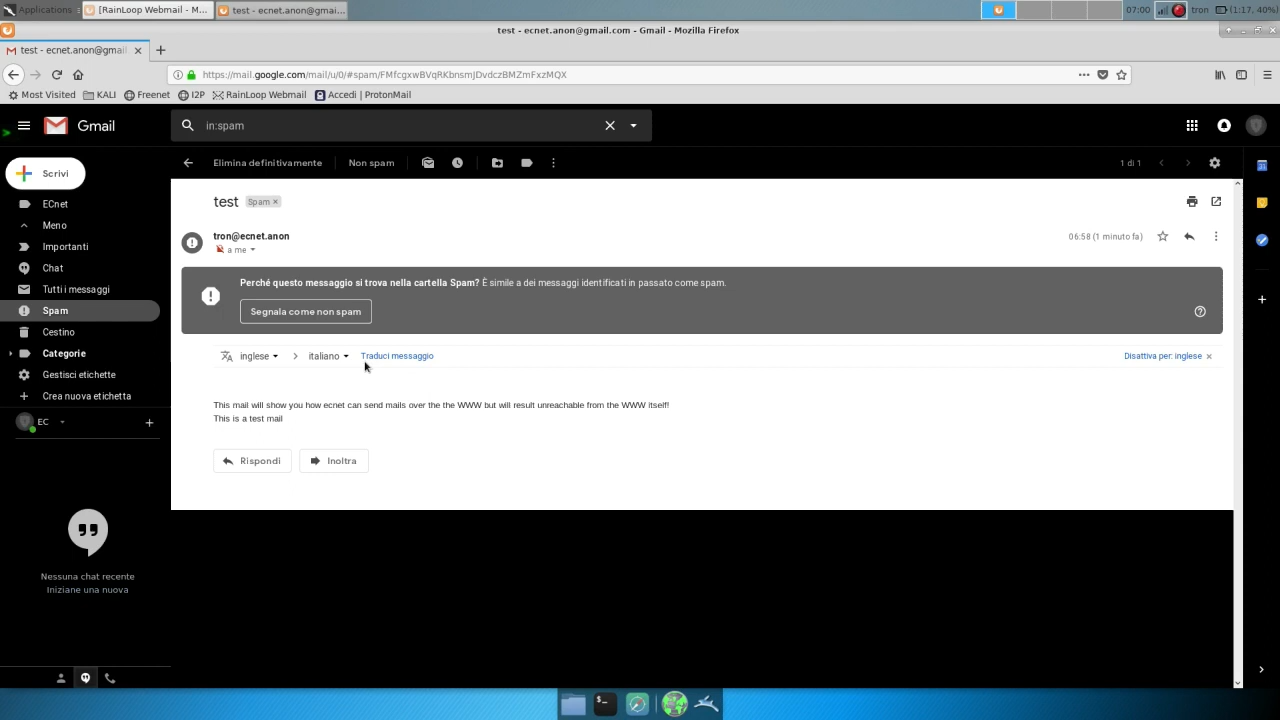 Applications
[RainLoop Webmail - M...
test - ecnet.anon@gmai...
07:00
tron
(1:17, 40%)
test - ecnet.anon@gmail.com - Gmail - Mozilla Firefox
test - ecnet.anon@gmail
https://mail.google.com/mail/u/0/#spam/FMfcgxwBVqRKbnsmJDvdczBMZmFxzMQX
Most Visited
KALI
Freenet
I2P
RainLoop Webmail
Accedi | ProtonMail
Gmail
in:spam
Scrivi
Elimina definitivamente
Non spam
1 di 1
ECnet
Meno
Importanti
Chat
Tutti i messaggi
Spam
Cestino
Categorie
Gestisci etichette
Crea nuova etichetta
EC
Nessuna chat recente
Iniziane una nuova
test
Spam ×
tron@ecnet.anon
a me
06:58 (1 minuto fa)
Perché questo messaggio si trova nella cartella Spam? È simile a dei messaggi identificati in passato come spam.
Segnala come non spam
inglese
italiano
Traduci messaggio
Disattiva per: inglese ×
This mail will show you how ecnet can send mails over the the WWW but will result unreachable from the WWW itself!
This is a test mail
Rispondi
Inoltra